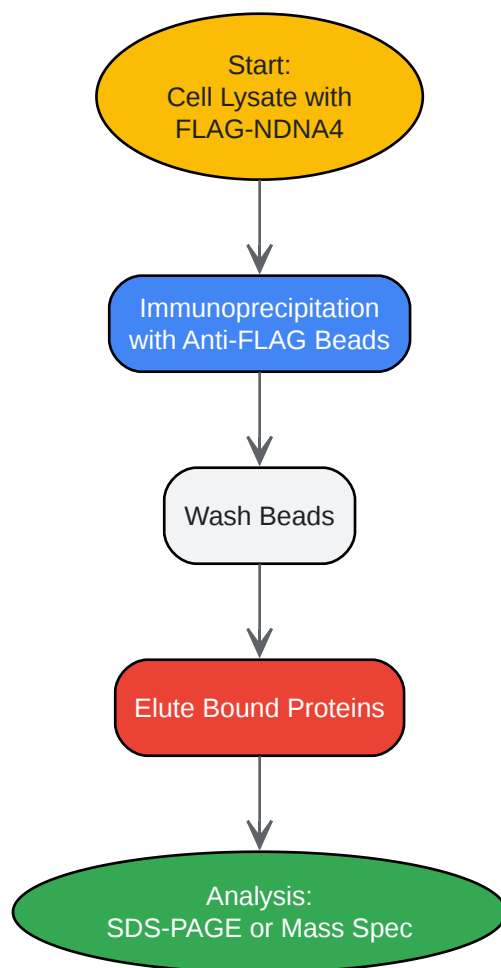 Start:
Cell Lysate with
FLAG-NDNA4
Immunoprecipitation
with Anti-FLAG Beads
Wash Beads
Elute Bound Proteins
Analysis:
SDS-PAGE or Mass Spec